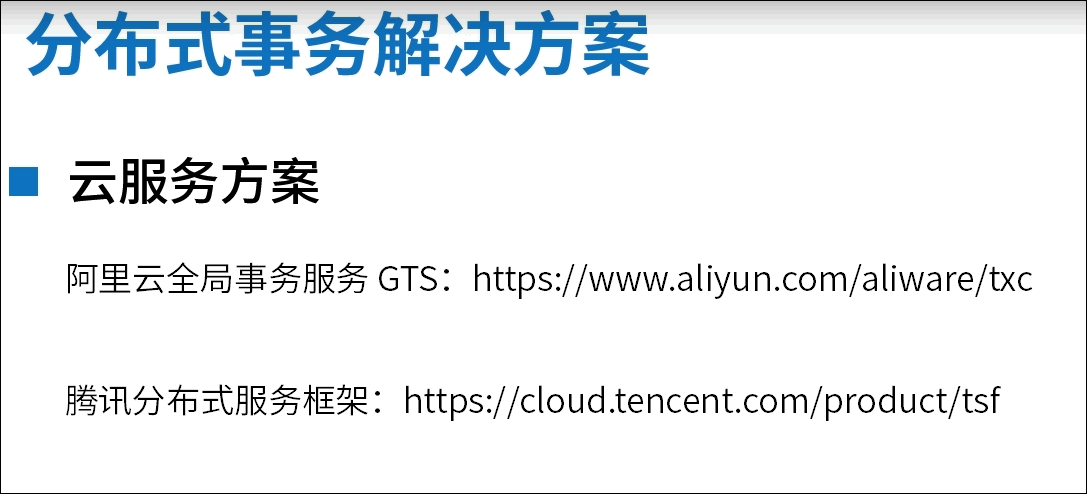 分布式事务解决方案
云服务方案
阿里云全局事务服务 GTS：https://www.aliyun.com/aliware/txc
腾讯分布式服务框架：https://cloud.tencent.com/product/tsf